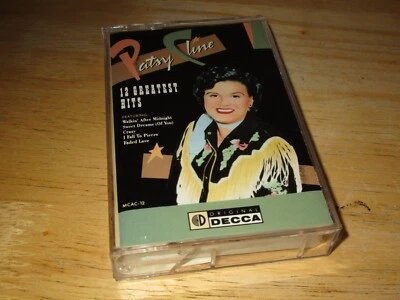 Patsy Cline
12 GREATEST
HITS
FEATURING:
Walkin' After Midnight
Sweet Dreams (Of You)
Crazy
I Fall To Pieces
Faded Love
MCAC-12
ORIGINAL
DECCA